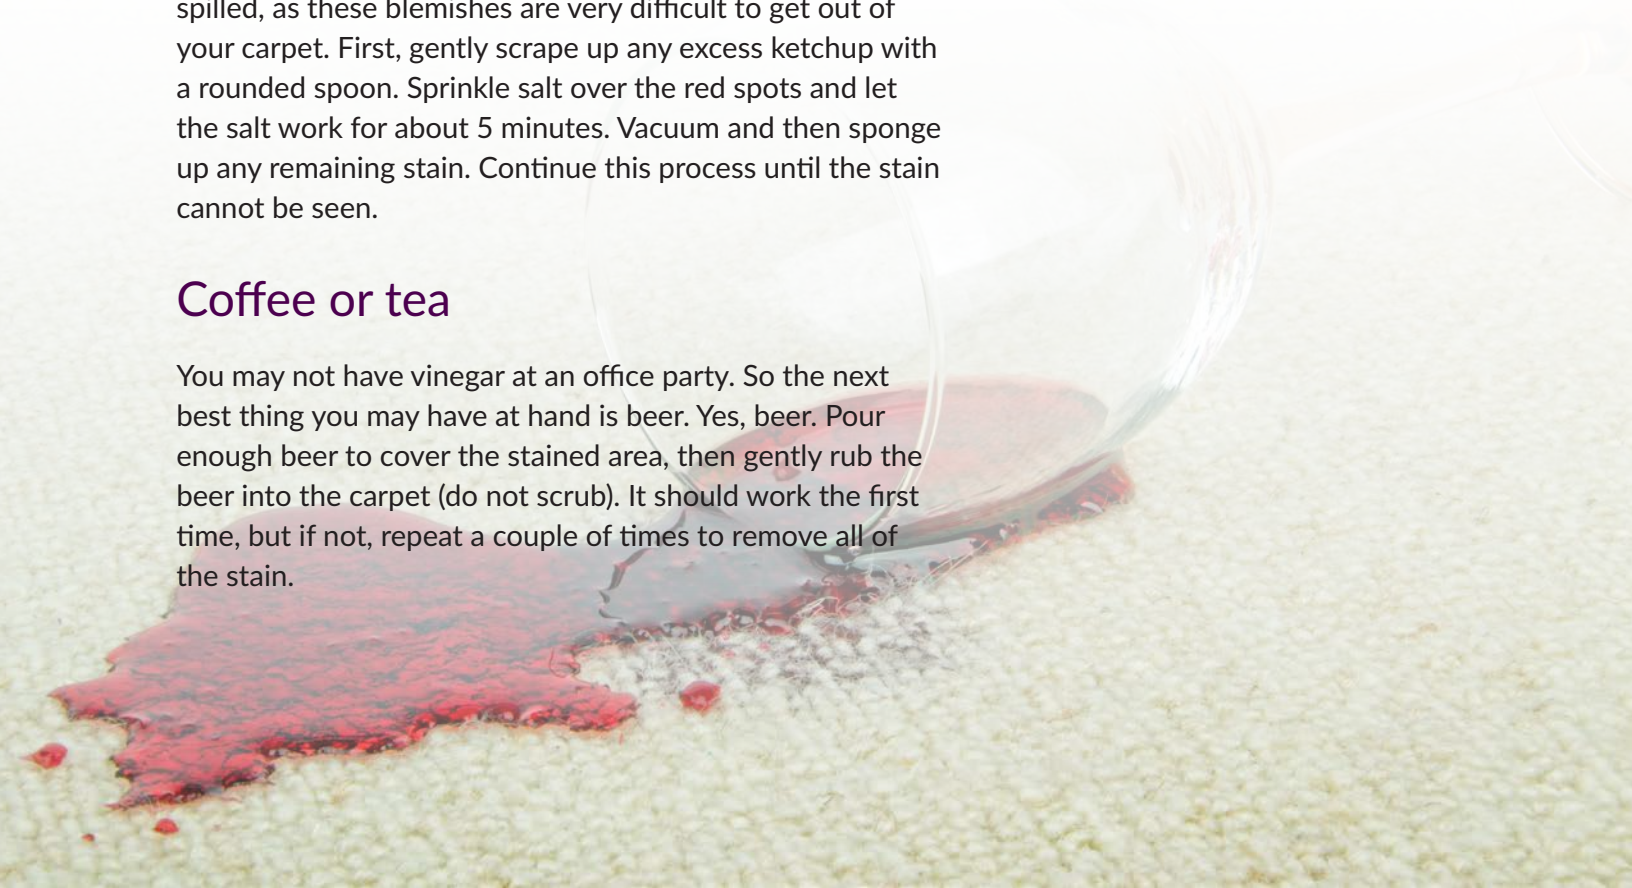 spilled, as these blemishes are very difficult to get out of
your carpet. First, gently scrape up any excess ketchup with
a rounded spoon. Sprinkle salt over the red spots and let
the salt work for about 5 minutes. Vacuum and then sponge
up any remaining stain. Continue this process until the stain
cannot be seen.
Coffee or tea
You may not have vinegar at an office party. So the next
best thing you may have at hand is beer. Yes, beer. Pour
enough beer to cover the stained area, then gently rub the
beer into the carpet (do not scrub). It should work the first
time, but if not, repeat a couple of times to remove all of
the stain.